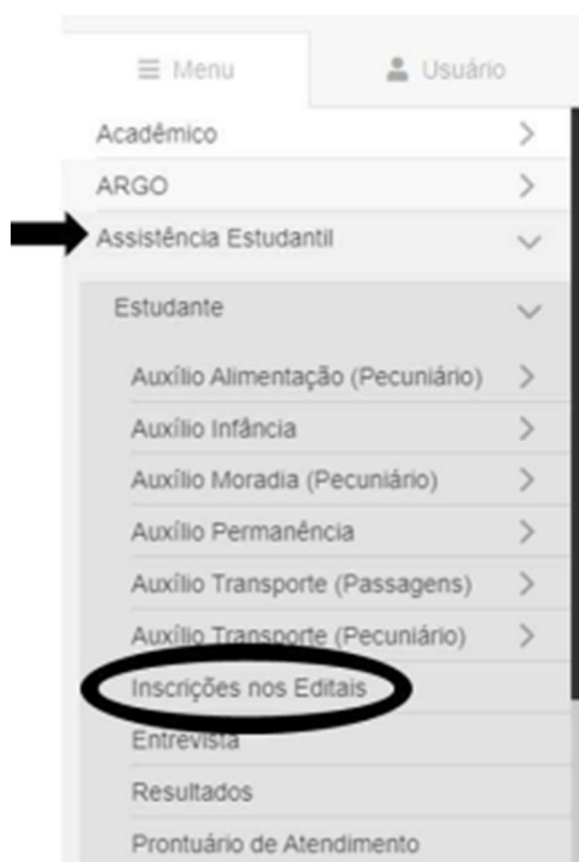 Menu
Usuário
Acadêmico
ARGO
Assistência Estudantil
Estudante
Auxílio Alimentação (Pecuniário)
Auxílio Infância
Auxílio Moradia (Pecuniário)
Auxílio Permanência
Auxílio Transporte (Passagens)
Auxílio Transporte (Pecuniário)
Inscrições nos Editais
Entrevista
Resultados
Prontuário de Atendimento